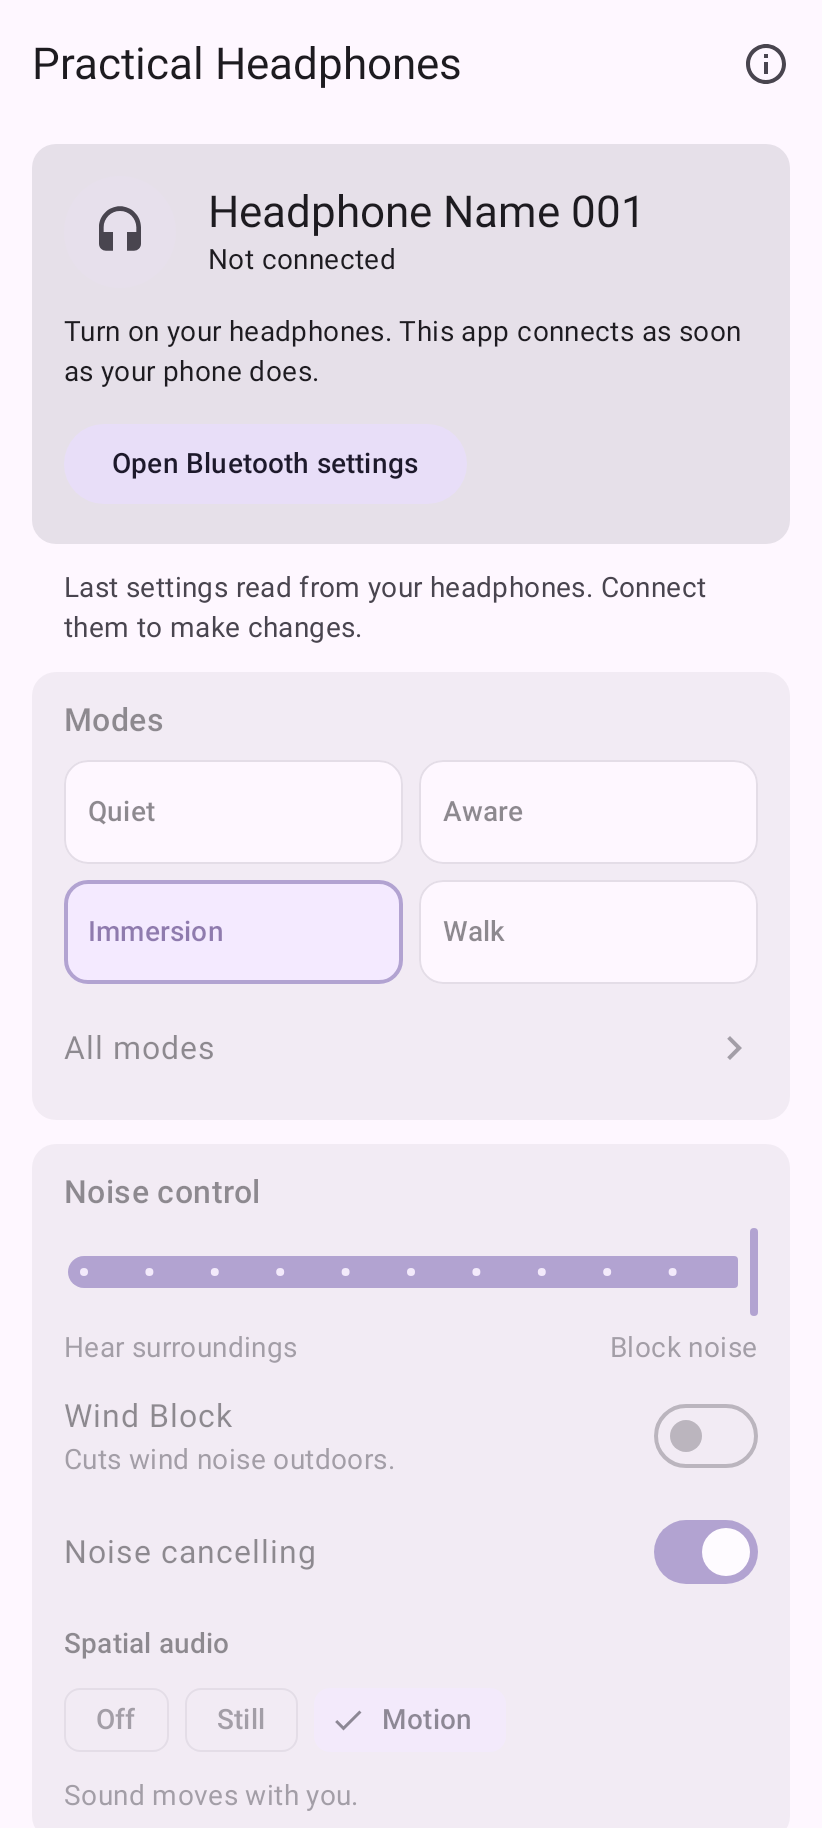 Practical Headphones
Headphone Name 001
Not connected
Turn on your headphones. This app connects as soon
as your phone does.
Open Bluetooth settings
Last settings read from your headphones. Connect
them to make changes.
Modes
Quiet
Aware
Immersion
Walk
All modes
Noise control
Hear surroundings
Block noise
Wind Block
Cuts wind noise outdoors.
Noise cancelling
Spatial audio
Off
Still
Motion
Sound moves with you.